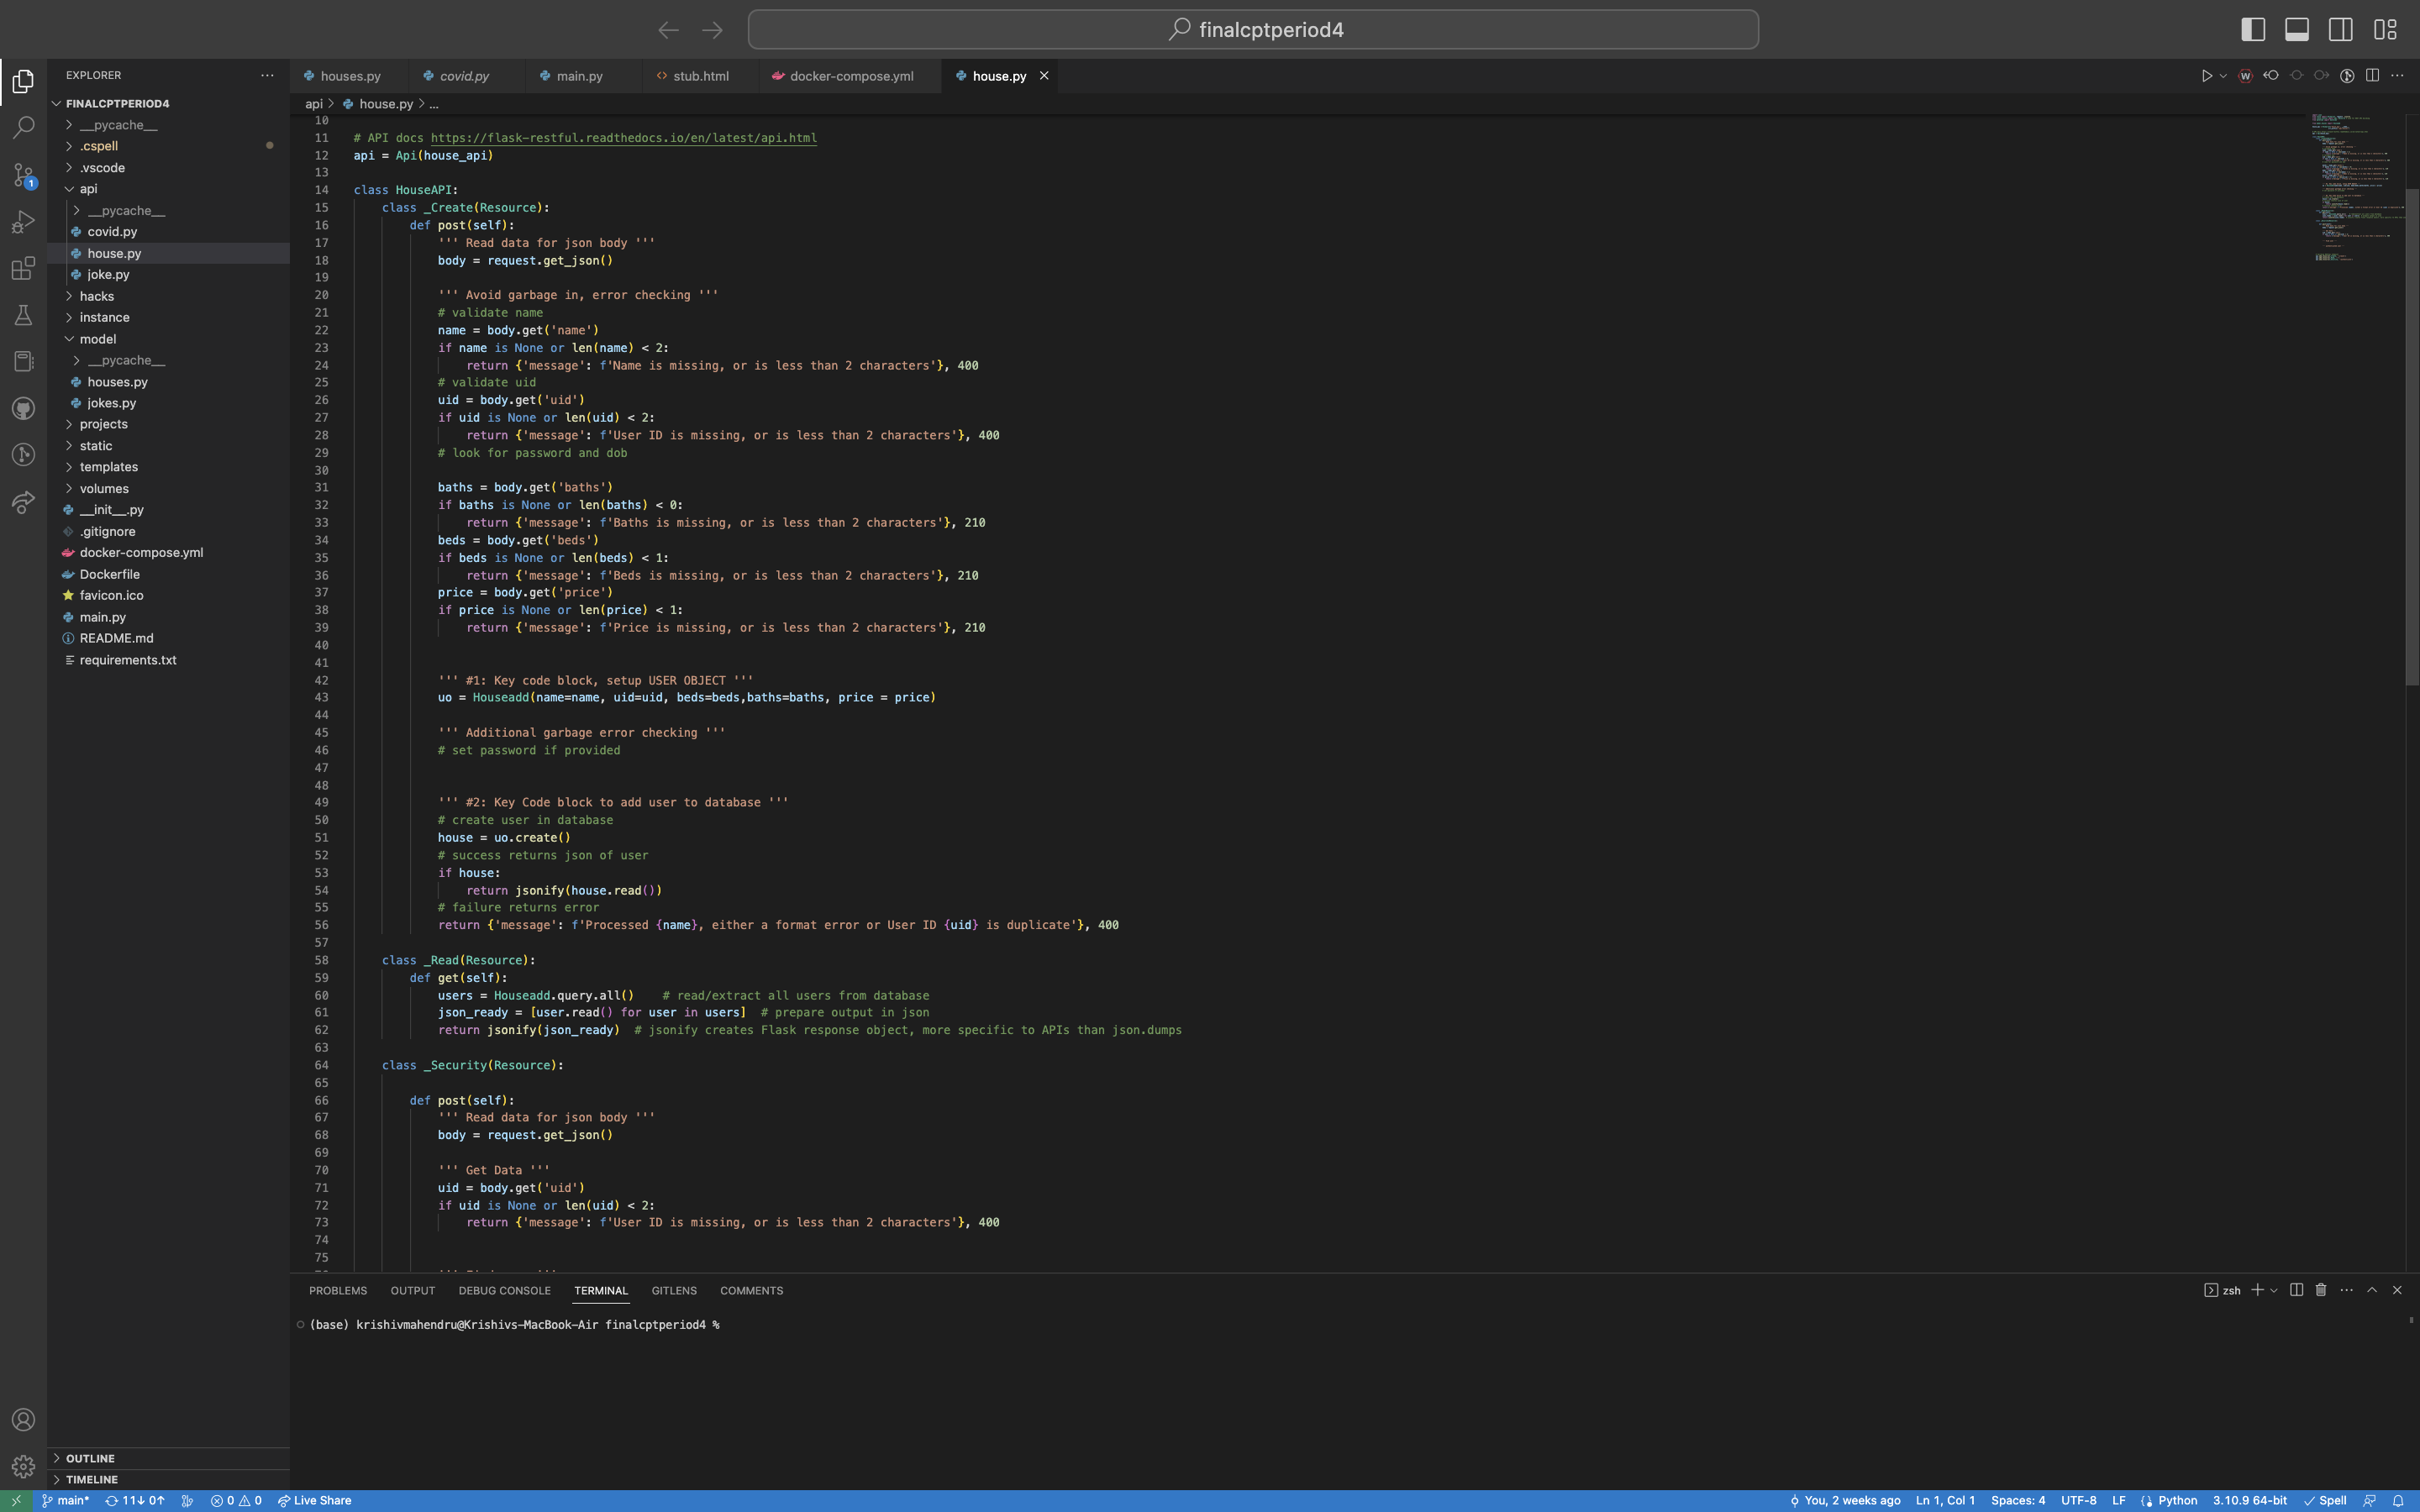 finalcptperiod4
EXPLORER
FINALCPTPERIOD4
__pycache__
.cspell
.vscode
api
__pycache__
covid.py
house.py
joke.py
hacks
instance
model
__pycache__
houses.py
jokes.py
projects
static
templates
volumes
__init__.py
.gitignore
docker-compose.yml
Dockerfile
favicon.ico
main.py
README.md
requirements.txt
OUTLINE
TIMELINE
houses.py covid.py main.py stub.html docker-compose.yml house.py
api > house.py > ...
10
11 # API docs https://flask-restful.readthedocs.io/en/latest/api.html
12 api = Api(house_api)
13
14 class HouseAPI:
15 class _Create(Resource):
16 def post(self):
17 ''' Read data for json body '''
18 body = request.get_json()
19
20 ''' Avoid garbage in, error checking '''
21 # validate name
22 name = body.get('name')
23 if name is None or len(name) < 2:
24 return {'message': f'Name is missing, or is less than 2 characters'}, 400
25 # validate uid
26 uid = body.get('uid')
27 if uid is None or len(uid) < 2:
28 return {'message': f'User ID is missing, or is less than 2 characters'}, 400
29 # look for password and dob
30
31 baths = body.get('baths')
32 if baths is None or len(baths) < 0:
33 return {'message': f'Baths is missing, or is less than 2 characters'}, 210
34 beds = body.get('beds')
35 if beds is None or len(beds) < 1:
36 return {'message': f'Beds is missing, or is less than 2 characters'}, 210
37 price = body.get('price')
38 if price is None or len(price) < 1:
39 return {'message': f'Price is missing, or is less than 2 characters'}, 210
40
41
42 ''' #1: Key code block, setup USER OBJECT '''
43 uo = Houseadd(name=name, uid=uid, beds=beds,baths=baths, price = price)
44
45 ''' Additional garbage error checking '''
46 # set password if provided
47
48
49 ''' #2: Key Code block to add user to database '''
50 # create user in database
51 house = uo.create()
52 # success returns json of user
53 if house:
54 return jsonify(house.read())
55 # failure returns error
56 return {'message': f'Processed {name}, either a format error or User ID {uid} is duplicate'}, 400
57
58 class _Read(Resource):
59 def get(self):
60 users = Houseadd.query.all() # read/extract all users from database
61 json_ready = [user.read() for user in users] # prepare output in json
62 return jsonify(json_ready) # jsonify creates Flask response object, more specific to APIs than json.dumps
63
64 class _Security(Resource):
65
66 def post(self):
67 ''' Read data for json body '''
68 body = request.get_json()
69
70 ''' Get Data '''
71 uid = body.get('uid')
72 if uid is None or len(uid) < 2:
73 return {'message': f'User ID is missing, or is less than 2 characters'}, 400
74
75
PROBLEMS OUTPUT DEBUG CONSOLE TERMINAL GITLENS COMMENTS
zsh
(base) krishivmahendru@Krishivs-MacBook-Air finalcptperiod4 %
main* 11↓ 0↑ 0 0 Live Share
You, 2 weeks ago Ln 1, Col 1 Spaces: 4 UTF-8 LF Python 3.10.9 64-bit Spell